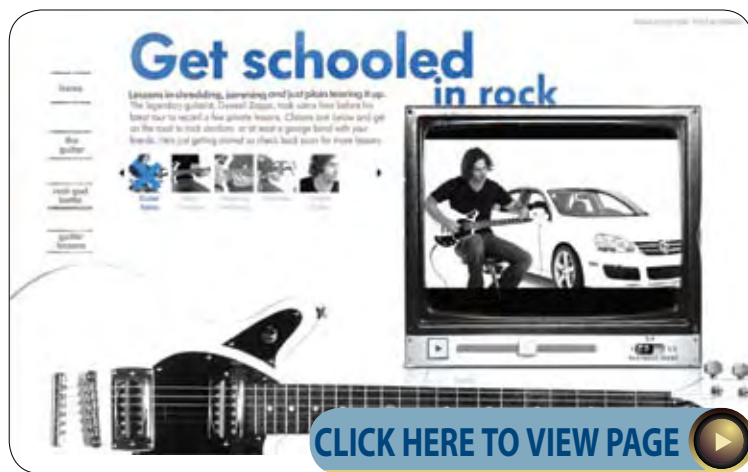 Get schooled
in rock
Lessons in shredding, jamming and just plain tearing it up.
The legendary guitarist, Dweezil Zappa, took some time before his
latest tour to record a few private lessons. Choose one below and get
on the road to rock stardom or at least a garage band with your
friends. He's just getting started so check back soon for more lessons.
home
the
guitar
rock god
battle
guitar
lessons
CLICK HERE TO VIEW PAGE